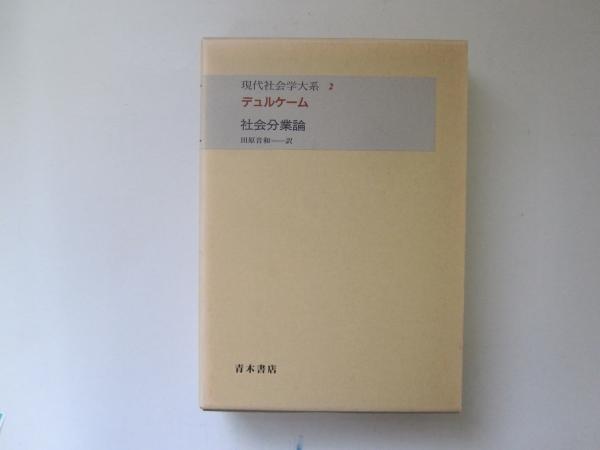 現代社会学大系 2
デュルケーム
社会分業論
田原音和──訳
青木書店